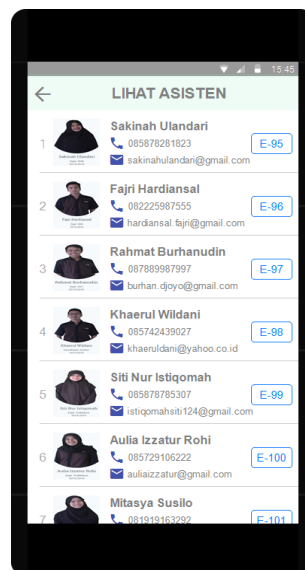 15:45
LIHAT ASISTEN
Sakinah Ulandari
1
085878281823
E-95
sakinahulandari@gmail.com
Fajri Hardiansal
2
082225987555
E-96
hardiansal.fajri@gmail.com
Rahmat Burhanudin
3
087889987997
E-97
burhan.djoyo@gmail.com
Khaerul Wildani
4
085742439027
E-98
khaeruldani@yahoo.co.id
Siti Nur Istiqomah
5
085878785307
E-99
istiqomahsiti124@gmail.com
Aulia Izzatur Rohi
6
085729106222
E-100
auliaizzatur@gmail.com
Mitasya Susilo
7
081919163292
E-101